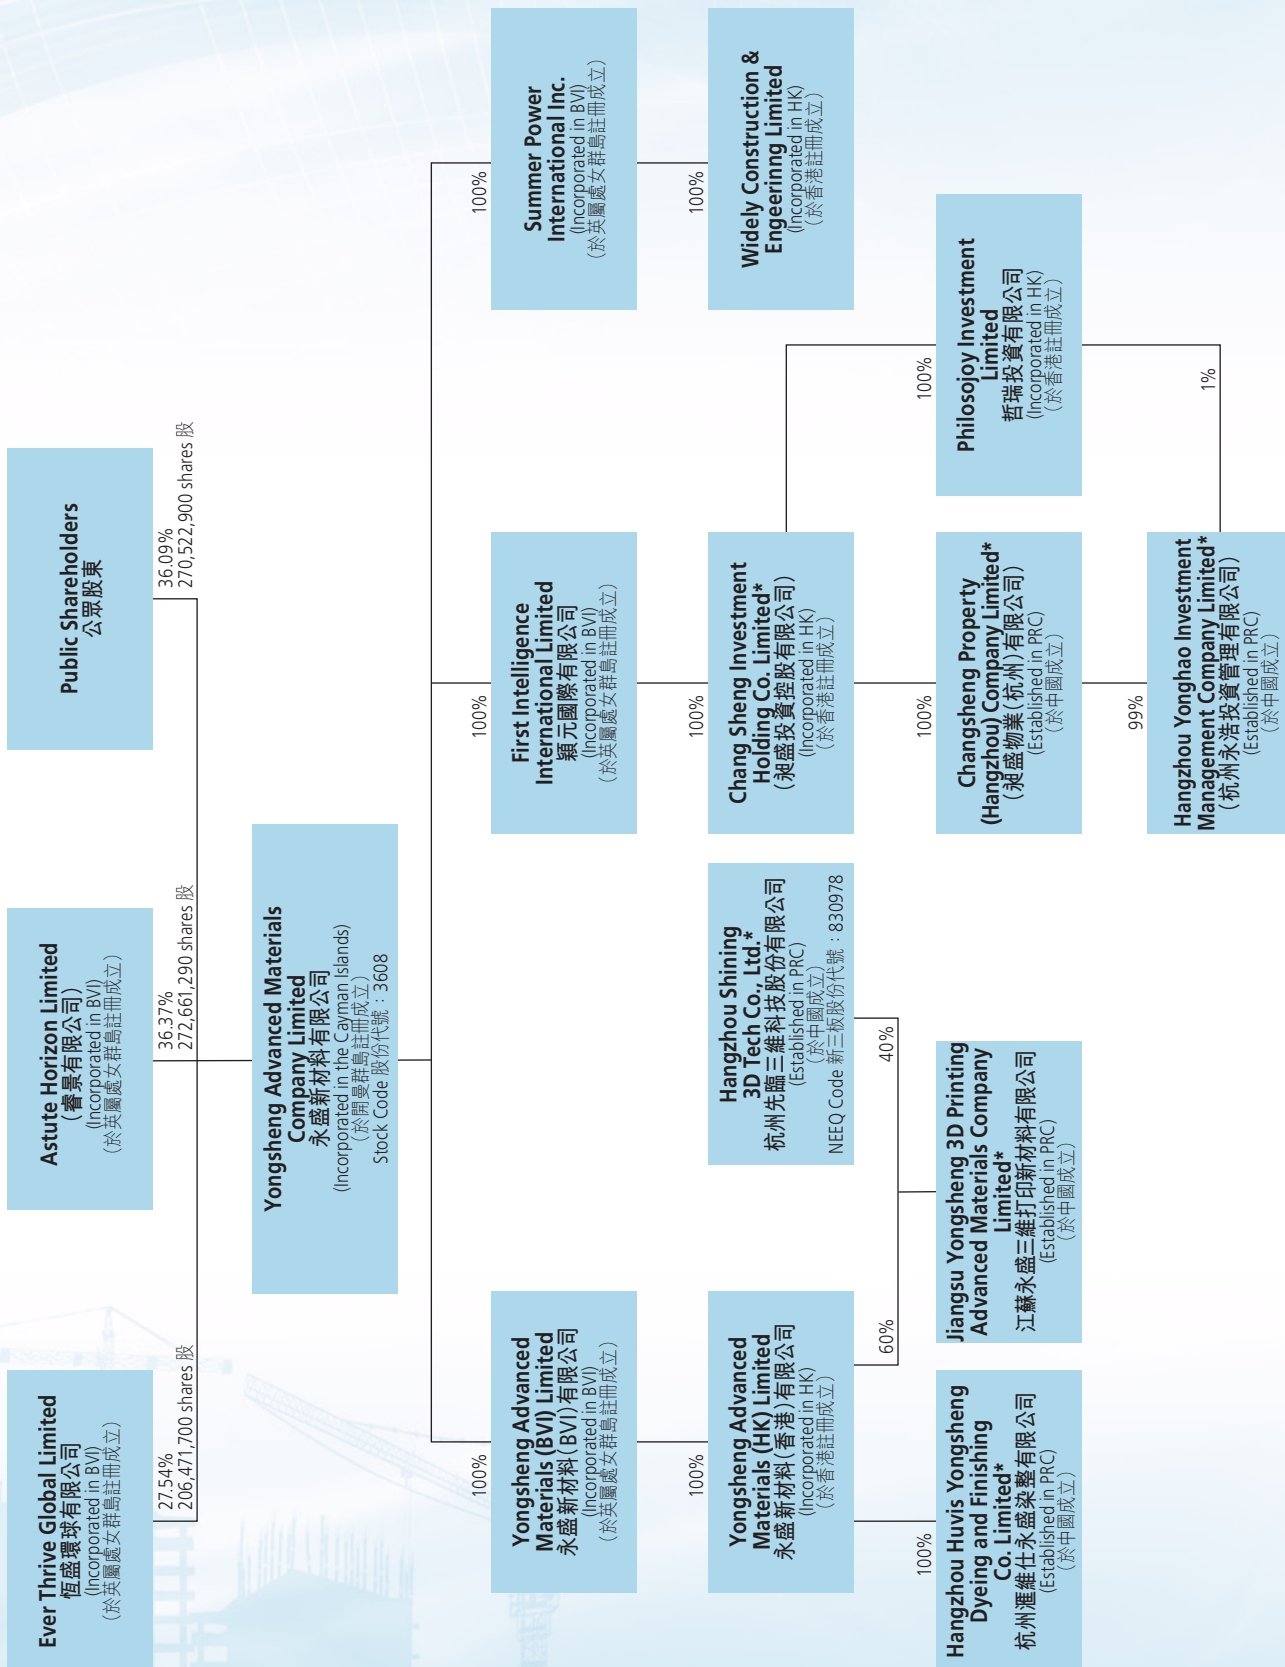 Ever Thrive Global Limited
恆盛環球有限公司
(Incorporated in BVI)
（於英屬處女群島註冊成立）
27.54%
206,471,700 shares 股
Astute Horizon Limited
（睿景有限公司）
(Incorporated in BVI)
（於英屬處女群島註冊成立）
36.37%
272,661,290 shares 股
Public Shareholders
公眾股東
36.09%
270,522,900 shares 股
Yongsheng Advanced Materials
Company Limited
永盛新材料有限公司
(Incorporated in the Cayman Islands)
（於開曼群島註冊成立）
Stock Code 股份代號：3608
100%
Yongsheng Advanced
Materials (BVI) Limited
永盛新材料(BVI)有限公司
(Incorporated in BVI)
（於英屬處女群島註冊成立）
100%
First Intelligence
International Limited
穎元國際有限公司
(Incorporated in BVI)
（於英屬處女群島註冊成立）
100%
Summer Power
International Inc.
(Incorporated in BVI)
（於英屬處女群島註冊成立）
100%
Yongsheng Advanced
Materials (HK) Limited
永盛新材料(香港)有限公司
(Incorporated in HK)
（於香港註冊成立）
Hangzhou Shining
3D Tech Co., Ltd.*
杭州先臨三維科技股份有限公司
(Established in PRC)
（於中國成立）
NEEQ Code 新三板股份代號：830978
100%
Chang Sheng Investment
Holding Co. Limited*
（昶盛投資控股有限公司）
(Incorporated in HK)
（於香港註冊成立）
100%
Widely Construction &
Engeerinng Limited
(Incorporated in HK)
（於香港註冊成立）
100%
60%
40%
100%
100%
Hangzhou Huvis Yongsheng
Dyeing and Finishing
Co. Limited*
杭州滙維仕永盛染整有限公司
(Established in PRC)
（於中國成立）
Jiangsu Yongsheng 3D Printing
Advanced Materials Company
Limited*
江蘇永盛三維打印新材料有限公司
(Established in PRC)
（於中國成立）
Changsheng Property
(Hangzhou) Company Limited*
（昶盛物業(杭州)有限公司）
(Established in PRC)
（於中國成立）
Philosojoy Investment
Limited
哲瑞投資有限公司
(Incorporated in HK)
（於香港註冊成立）
99%
1%
Hangzhou Yonghao Investment
Management Company Limited*
（杭州永浩投資管理有限公司）
(Established in PRC)
（於中國成立）